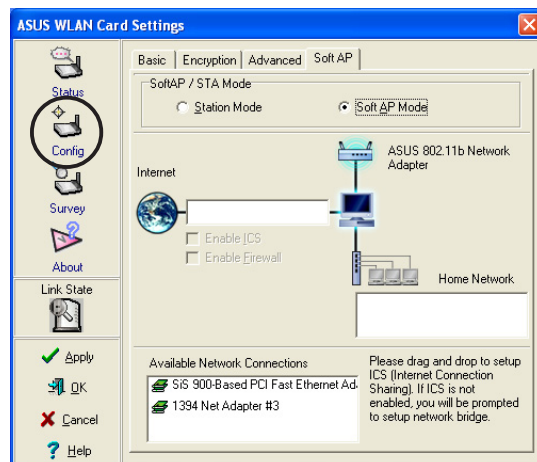 ASUS WLAN Card Settings
Status
Config
Survey
About
Link State
Apply
OK
Cancel
Help
Basic
Encryption
Advanced
Soft AP
SoftAP / STA Mode
Station Mode
Soft AP Mode
ASUS 802.11b Network
Adapter
Internet
Enable ICS
Enable Firewall
Home Network
Available Network Connections
SiS 900-Based PCI Fast Ethernet Ad
1394 Net Adapter #3
Please drag and drop to setup
ICS (Internet Connection
Sharing). If ICS is not
enabled, you will be prompted
to setup network bridge.